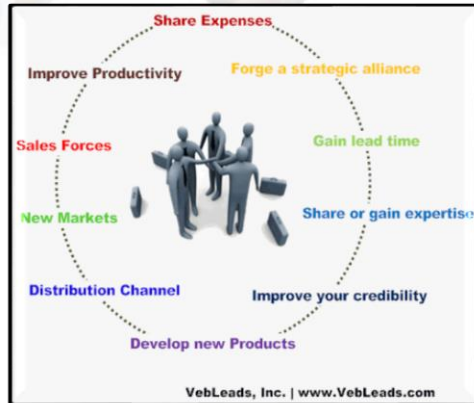 Share Expenses
Improve Productivity
Forge a strategic alliance
Sales Forces
Gain lead time
New Markets
Share or gain expertise
Distribution Channel
Improve your credibility
Develop new Products
VebLeads, Inc. | www.VebLeads.com